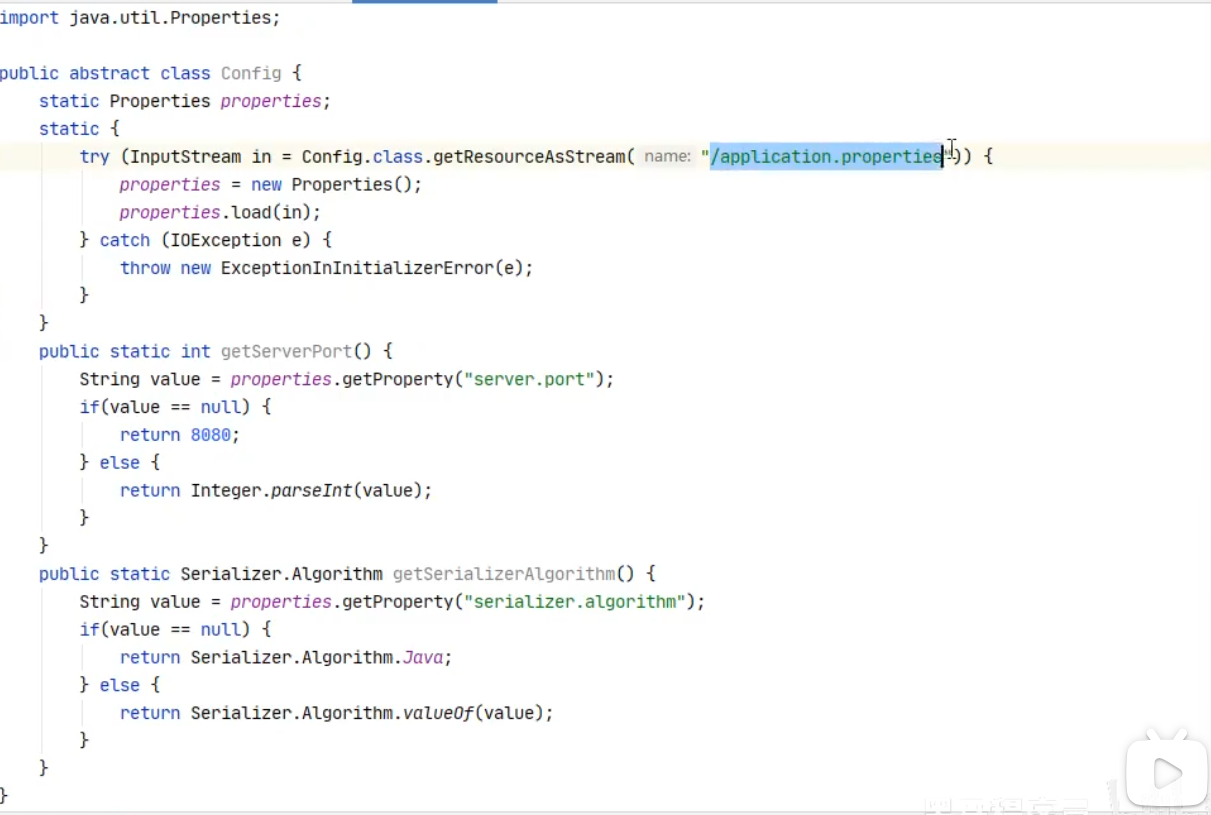 import java.util.Properties;
public abstract class Config {
static Properties properties;
static {
try (InputStream in = Config.class.getResourceAsStream( name: "/application.properties")) {
properties = new Properties();
properties.load(in);
} catch (IOException e) {
throw new ExceptionInInitializerError(e);
}
}
public static int getServerPort() {
String value = properties.getProperty("server.port");
if(value == null) {
return 8080;
} else {
return Integer.parseInt(value);
}
}
public static Serializer.Algorithm getSerializerAlgorithm() {
String value = properties.getProperty("serializer.algorithm");
if(value == null) {
return Serializer.Algorithm.Java;
} else {
return Serializer.Algorithm.valueOf(value);
}
}
}